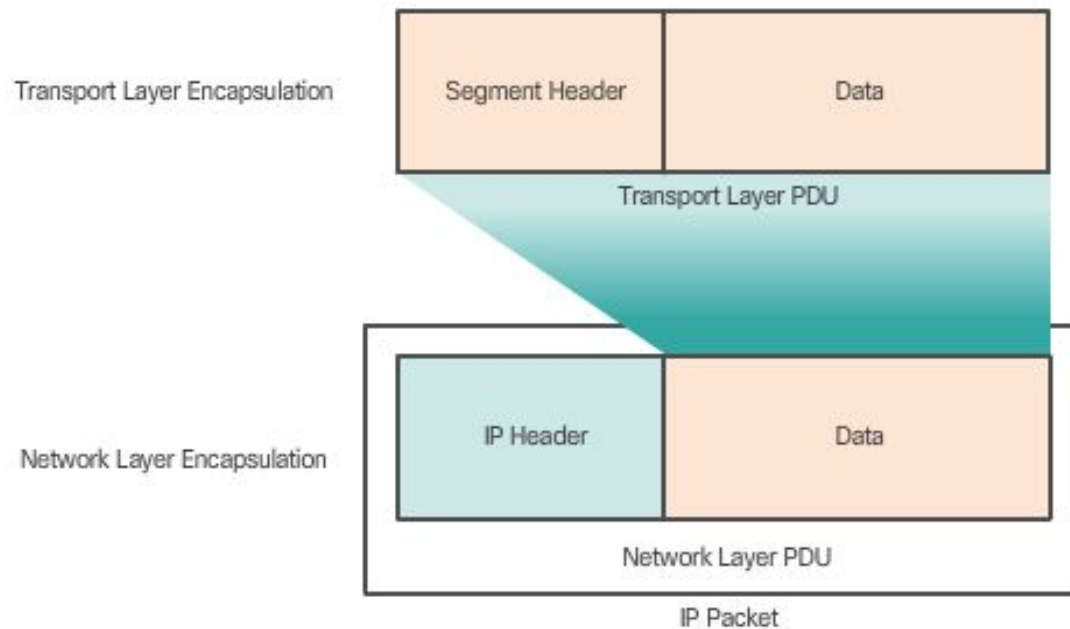 Transport Layer Encapsulation
Segment Header
Data
Transport Layer PDU
Network Layer Encapsulation
IP Header
Data
Network Layer PDU
IP Packet